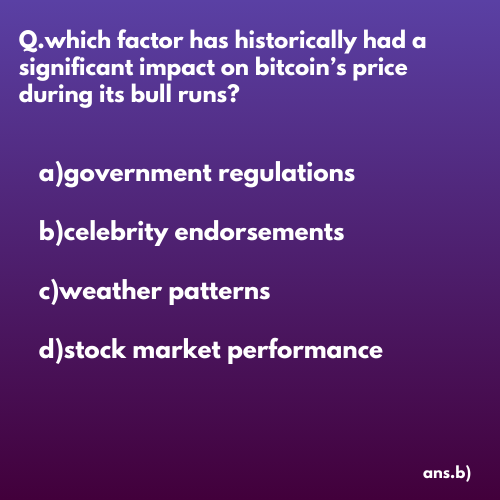 Q.which factor has historically had a
significant impact on bitcoin’s price
during its bull runs?
a)government regulations
b)celebrity endorsements
c)weather patterns
d)stock market performance
ans.b)